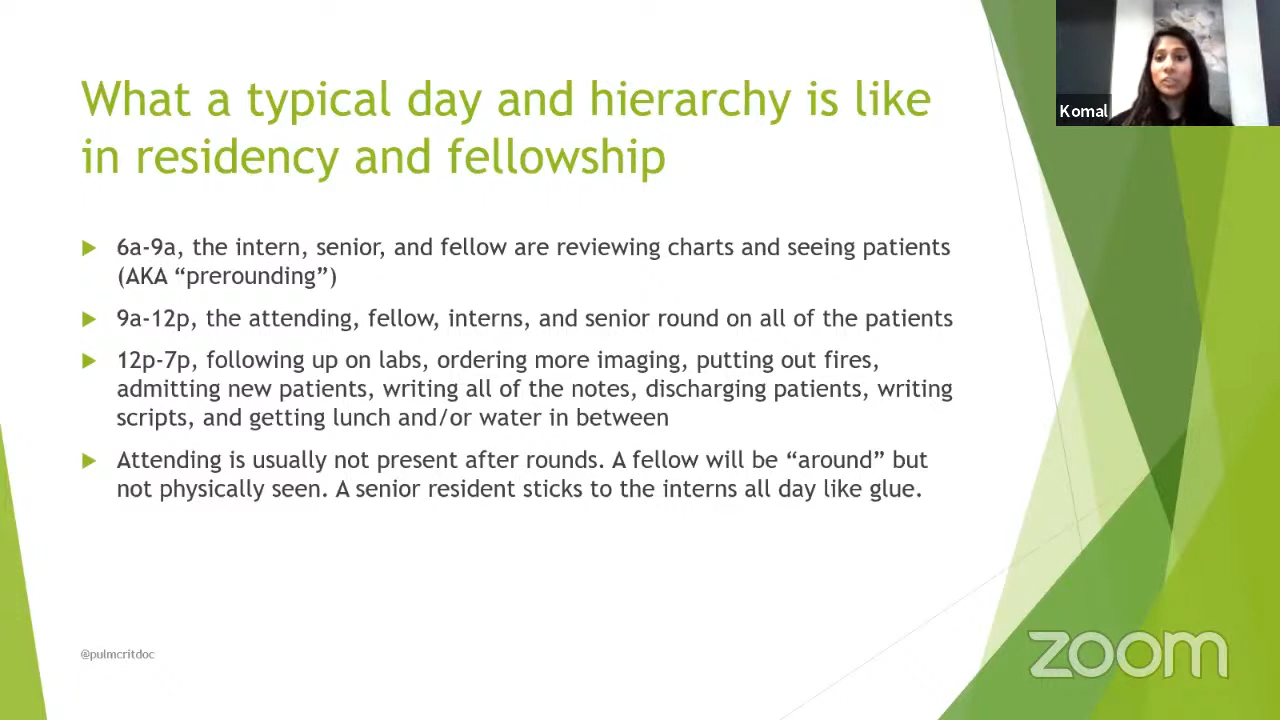 What a typical day and hierarchy is like
in residency and fellowship
Komal
6a-9a, the intern, senior, and fellow are reviewing charts and seeing patients
(AKA “prerounding”)
9a-12p, the attending, fellow, interns, and senior round on all of the patients
12p-7p, following up on labs, ordering more imaging, putting out fires,
admitting new patients, writing all of the notes, discharging patients, writing
scripts, and getting lunch and/or water in between
Attending is usually not present after rounds. A fellow will be “around” but
not physically seen. A senior resident sticks to the interns all day like glue.
@pulmcritdoc
zoom